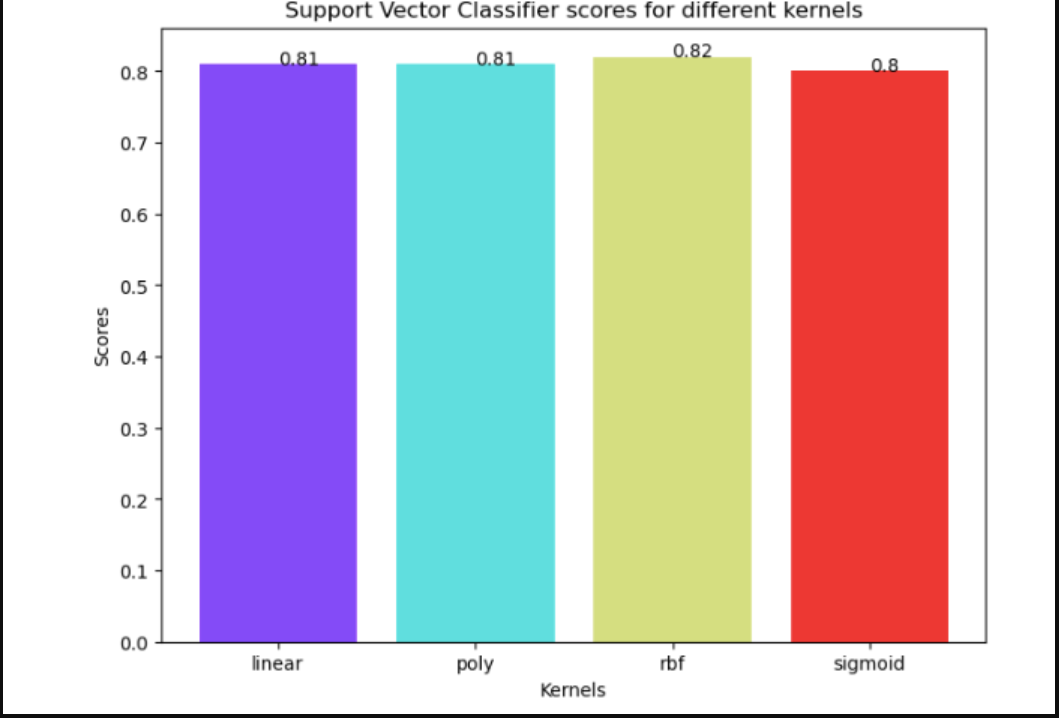 Support Vector Classifier scores for different kernels
0.81
0.81
0.82
0.8
0.8
0.7
0.6
0.5
0.4
0.3
0.2
0.1
0.0
Scores
linear
poly
rbf
sigmoid
Kernels